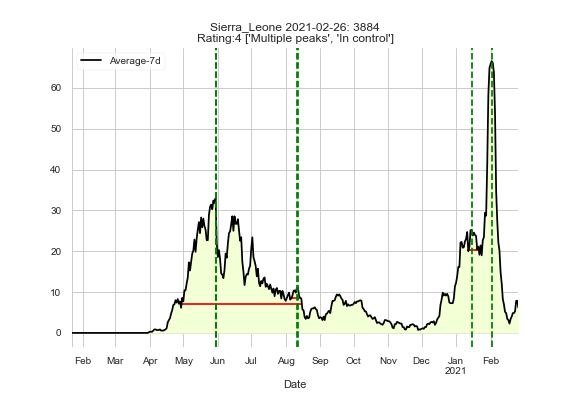 Sierra_Leone 2021-02-26: 3884
Rating:4 ['Multiple peaks', 'In control']
Average-7d
60
50
40
30
20
10
0
Feb Mar Apr May Jun Jul Aug Sep Oct Nov Dec Jan Feb
2021
Date